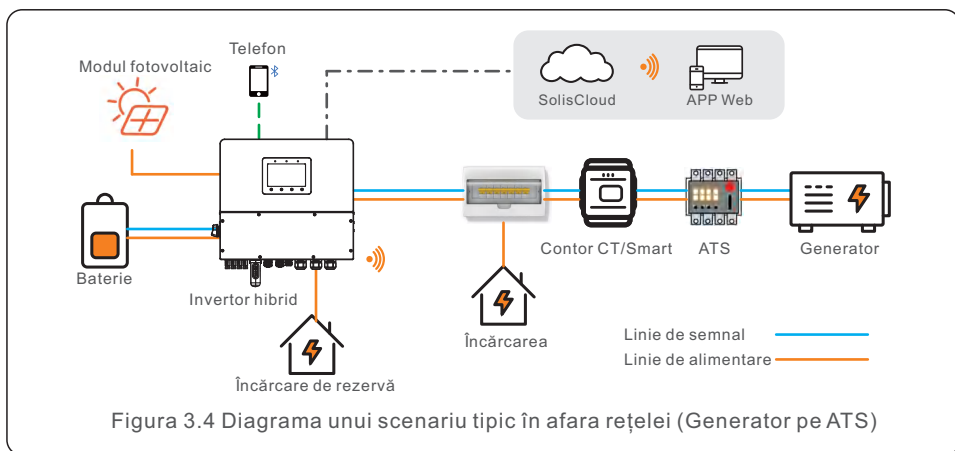 Telefon
Modul fotovoltaic
SolisCloud
APP Web
Contor CT/Smart
ATS
Generator
Baterie
Invertor hibrid
Încărcarea
Linie de semnal
Linie de alimentare
Încărcare de rezervă
Figura 3.4 Diagrama unui scenariu tipic în afara rețelei (Generator pe ATS)